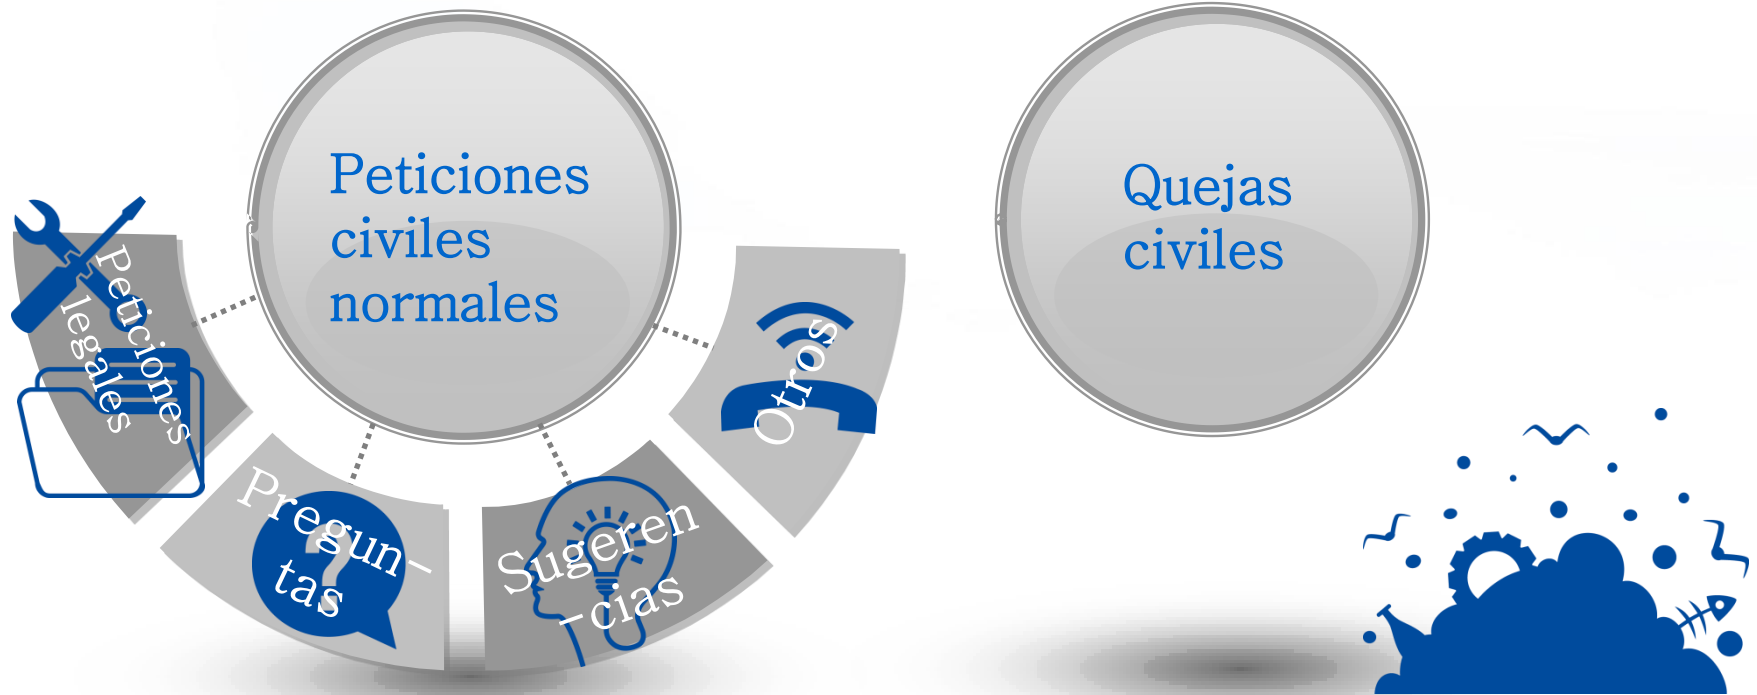 Peticiones
civiles
normales
Quejas
civiles
Peticiones
legales
Pregun-
tas
Sugeren
-cias
Otros
?